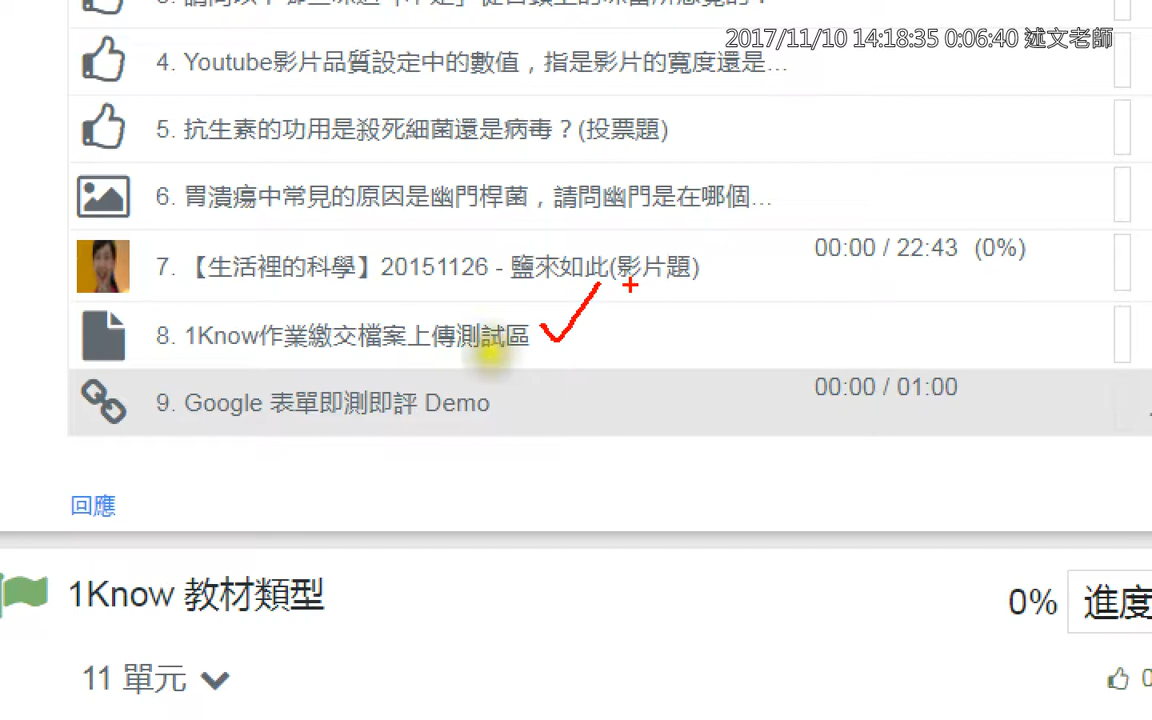 2017/11/10 14:18:35 0:06:40 述文老師
4. Youtube影片品質設定中的數值，指是影片的寬度還是...
5. 抗生素的功用是殺死細菌還是病毒？(投票題)
6. 胃潰瘍中常見的原因是幽門桿菌，請問幽門是在哪個...
7. 【生活裡的科學】20151126 - 鹽來如此(影片題)
00:00 / 22:43 (0%)
8. 1Know作業繳交檔案上傳測試區
9. Google 表單即測即評 Demo
00:00 / 01:00
回應
1Know 教材類型
0%
進度
11 單元
0